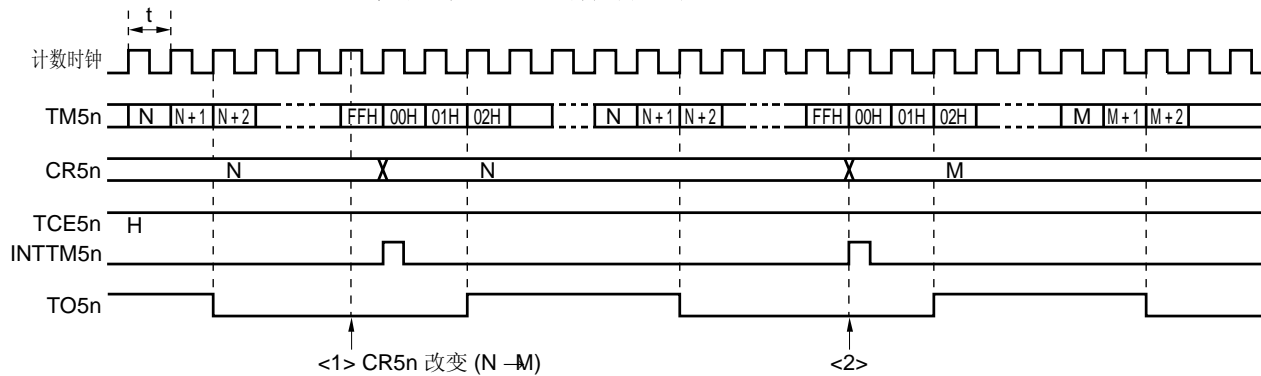 t
计数时钟
TM5n N N+1 N+2 FFH 00H 01H 02H N N+1 N+2 FFH 00H 01H 02H M M+1 M+2
CR5n N N M
TCE5n H
INTTM5n
TO5n
<1> CR5n 改变 (N → M) <2>